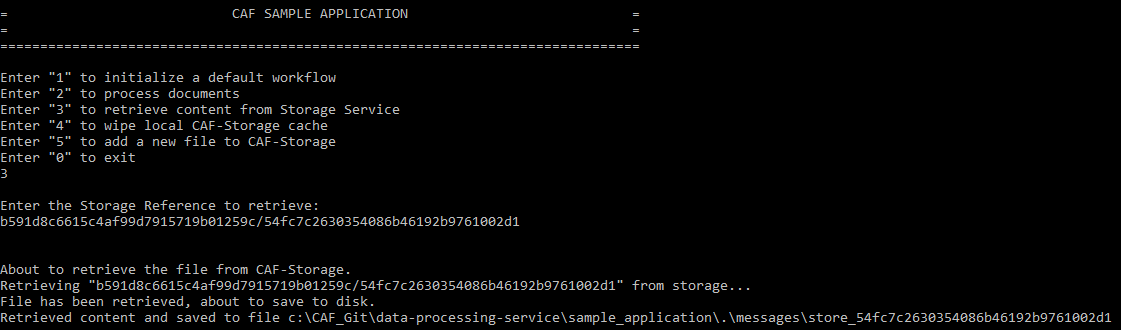 =                            CAF SAMPLE APPLICATION                            =
=                                                                              =
================================================================================
Enter "1" to initialize a default workflow
Enter "2" to process documents
Enter "3" to retrieve content from Storage Service
Enter "4" to wipe local CAF-Storage cache
Enter "5" to add a new file to CAF-Storage
Enter "0" to exit
3
Enter the Storage Reference to retrieve:
b591d8c6615c4af99d7915719b01259c/54fc7c2630354086b46192b9761002d1
About to retrieve the file from CAF-Storage.
Retrieving "b591d8c6615c4af99d7915719b01259c/54fc7c2630354086b46192b9761002d1" from storage...
File has been retrieved, about to save to disk.
Retrieved content and saved to file c:\CAF_Git\data-processing-service\sample_application\.\messages\store_54fc7c2630354086b46192b9761002d1